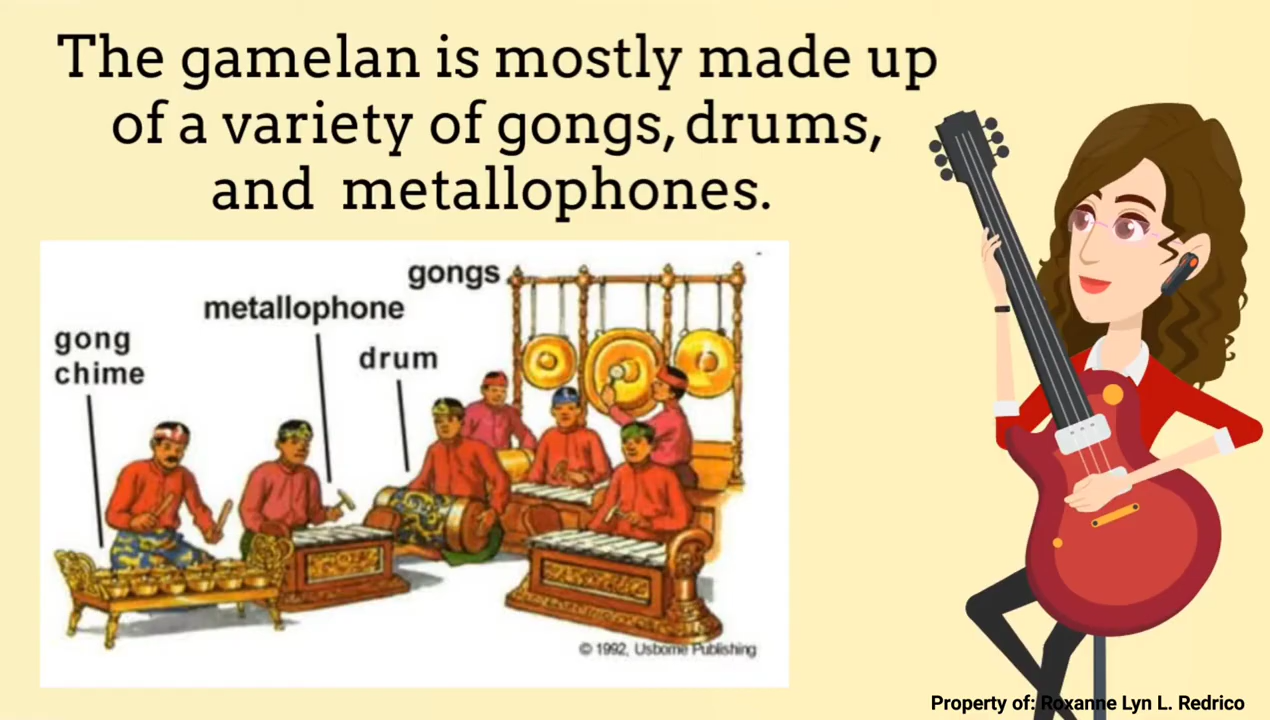 The gamelan is mostly made up
of a variety of gongs, drums,
and metallophones.
gongs
metallophone
gong
chime
drum
© 1992, Usborne Publishing
Property of: Roxanne Lyn L. Redrico